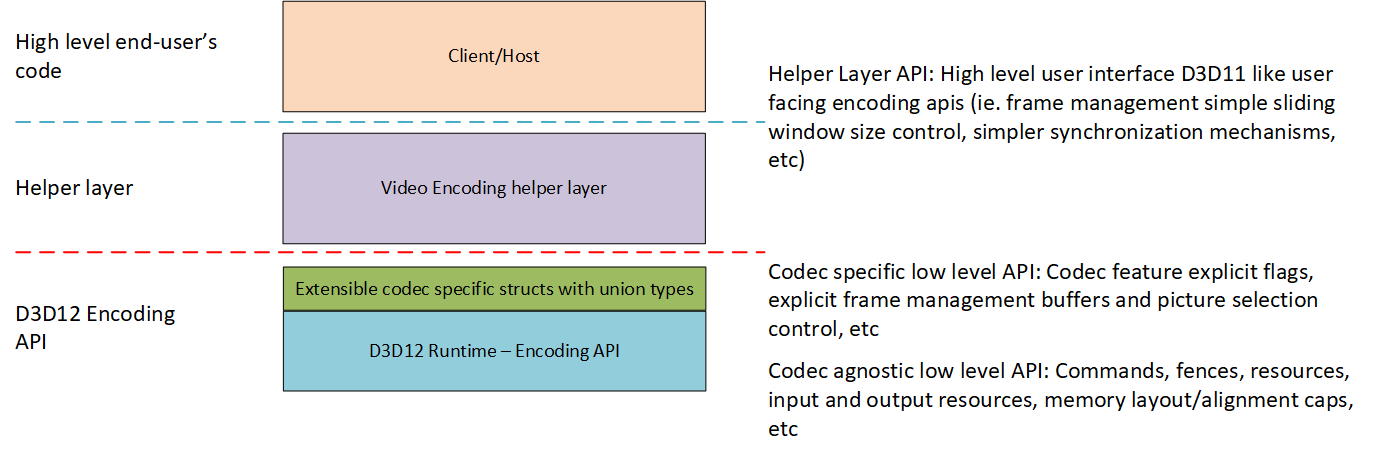 High level end-user's
code
Client/Host
Helper Layer API: High level user interface D3D11 like user
facing encoding apis (ie. frame management simple sliding
window size control, simpler synchronization mechanisms,
etc)
Helper layer
Video Encoding helper layer
D3D12 Encoding
API
Extensible codec specific structs with union types
D3D12 Runtime – Encoding API
Codec specific low level API: Codec feature explicit flags,
explicit frame management buffers and picture selection
control, etc
Codec agnostic low level API: Commands, fences, resources,
input and output resources, memory layout/alignment caps,
etc